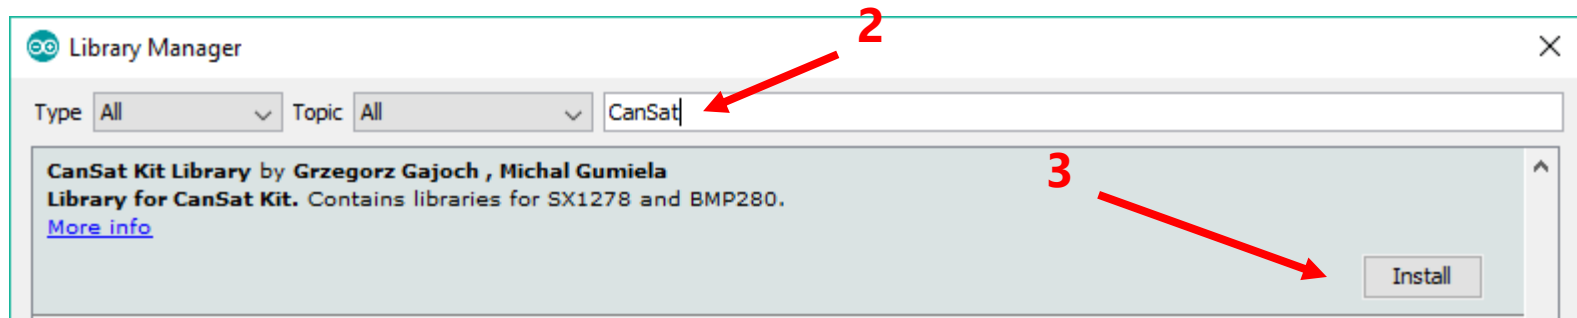 2
Library Manager
Type All Topic All CanSat
CanSat Kit Library by Grzegorz Gajoch , Michal Gumiela
3
Library for CanSat Kit. Contains libraries for SX1278 and BMP280.
More info
Install